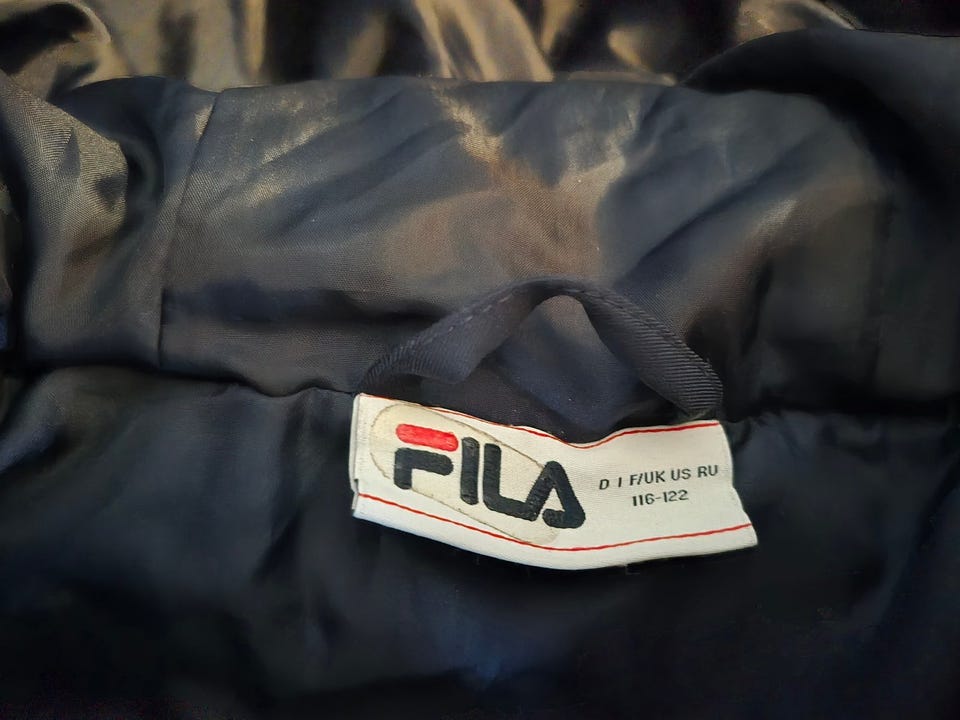 FILA
D I F/UK US RU
116-122